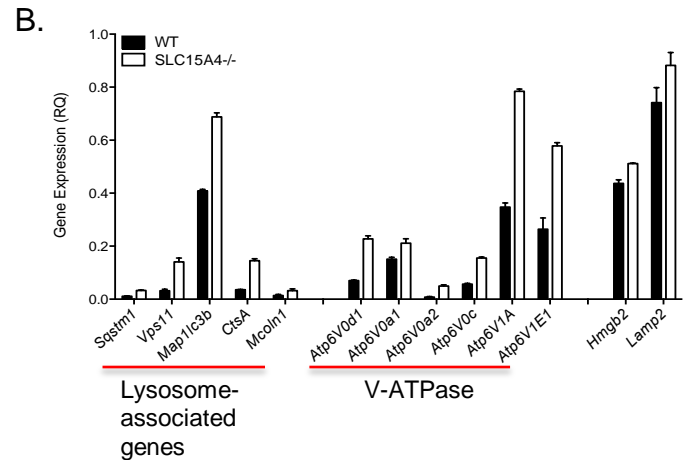 B.
WT
SLC15A4-/-
Gene Expression (RQ)
1.0
0.8
0.6
0.4
0.2
0.0
Sqstm1
Vps11
Map1lc3b
CtsA
Mcoln1
Atp6V0d1
Atp6V0a1
Atp6V0a2
Atp6V0c
Atp6V1A
Atp6V1E1
Hmgb2
Lamp2
Lysosome-
associated
genes
V-ATPase